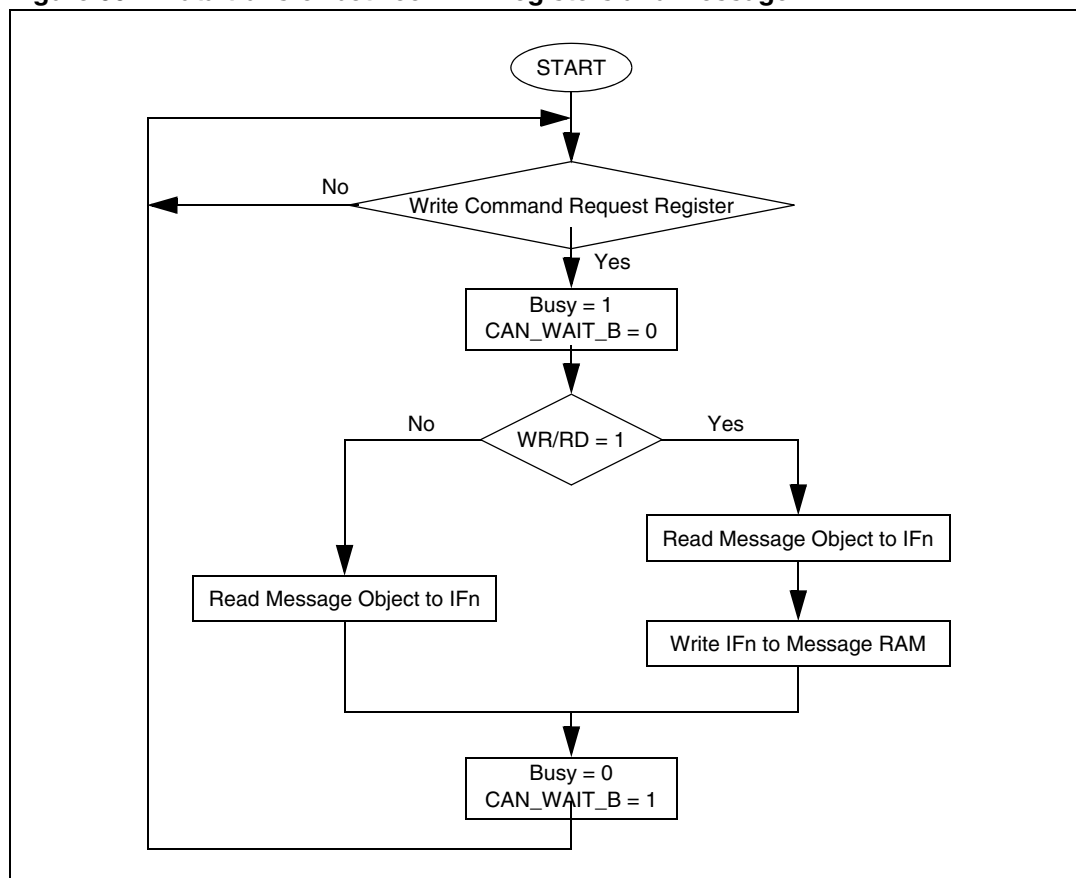 START
No
Write Command Request Register
Yes
Busy = 1
CAN_WAIT_B = 0
No
WR/RD = 1
Yes
Read Message Object to IFn
Read Message Object to IFn
Write IFn to Message RAM
Busy = 0
CAN_WAIT_B = 1